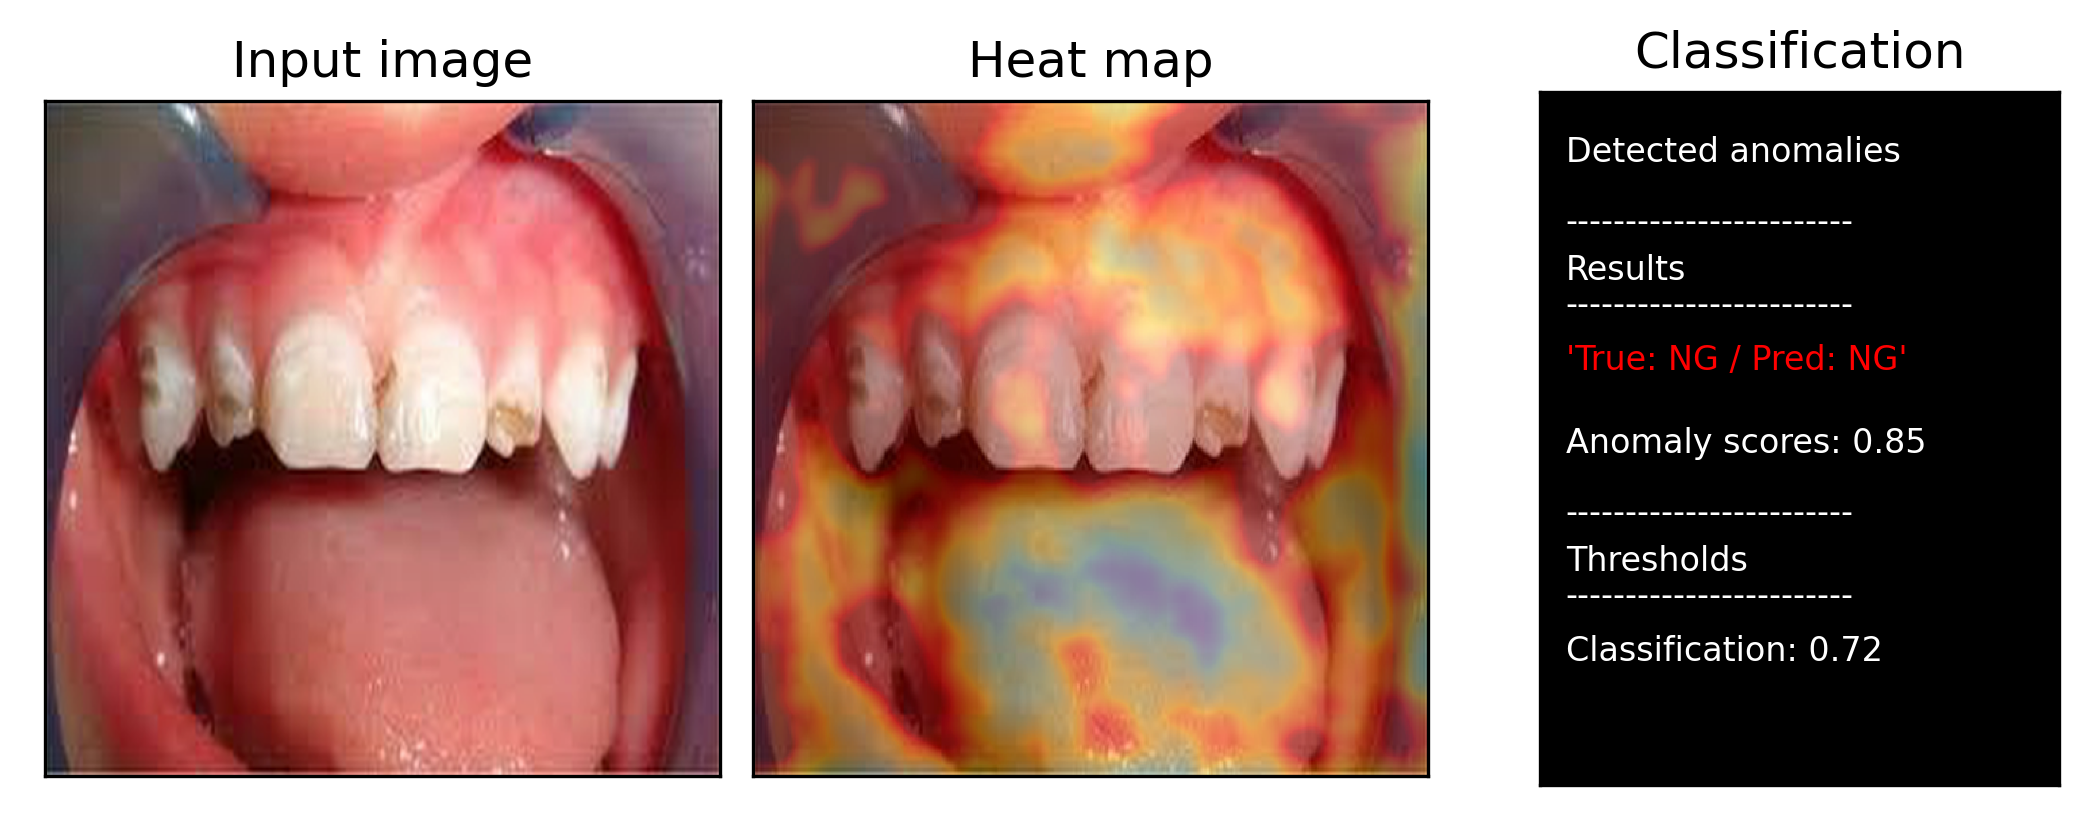 Input image
Heat map
Classification
Detected anomalies
------------------------
Results
------------------------
'True: NG / Pred: NG'
Anomaly scores: 0.85
------------------------
Thresholds
------------------------
Classification: 0.72